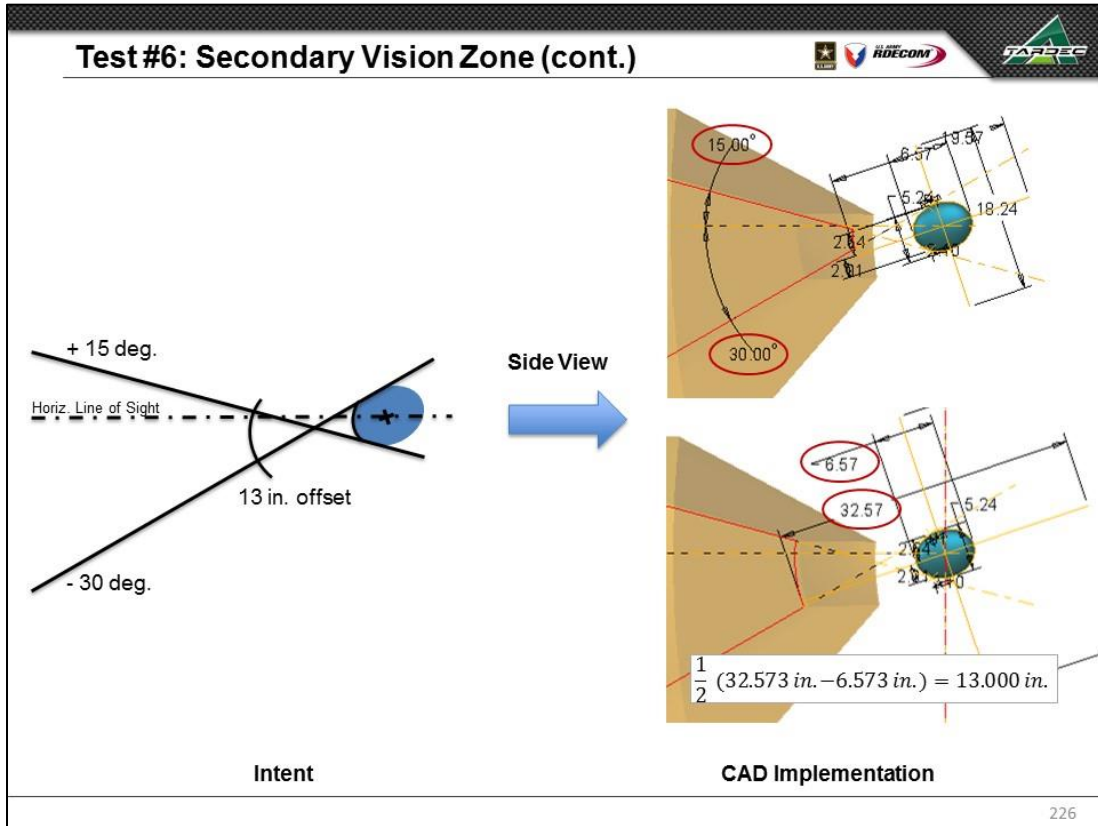 Test #6: Secondary Vision Zone (cont.)
U.S. ARMY
U.S. ARMY
RDECOM
TARDEC
+ 15 deg.
Horiz. Line of Sight
13 in. offset
- 30 deg.
Side View
15.00°
30.00°
19.57
6.57
5.24
18.24
2.64
2.01
6.57
32.57
5.24
1/2 (32.573 in.−6.573 in.) = 13.000 in.
Intent
CAD Implementation
226